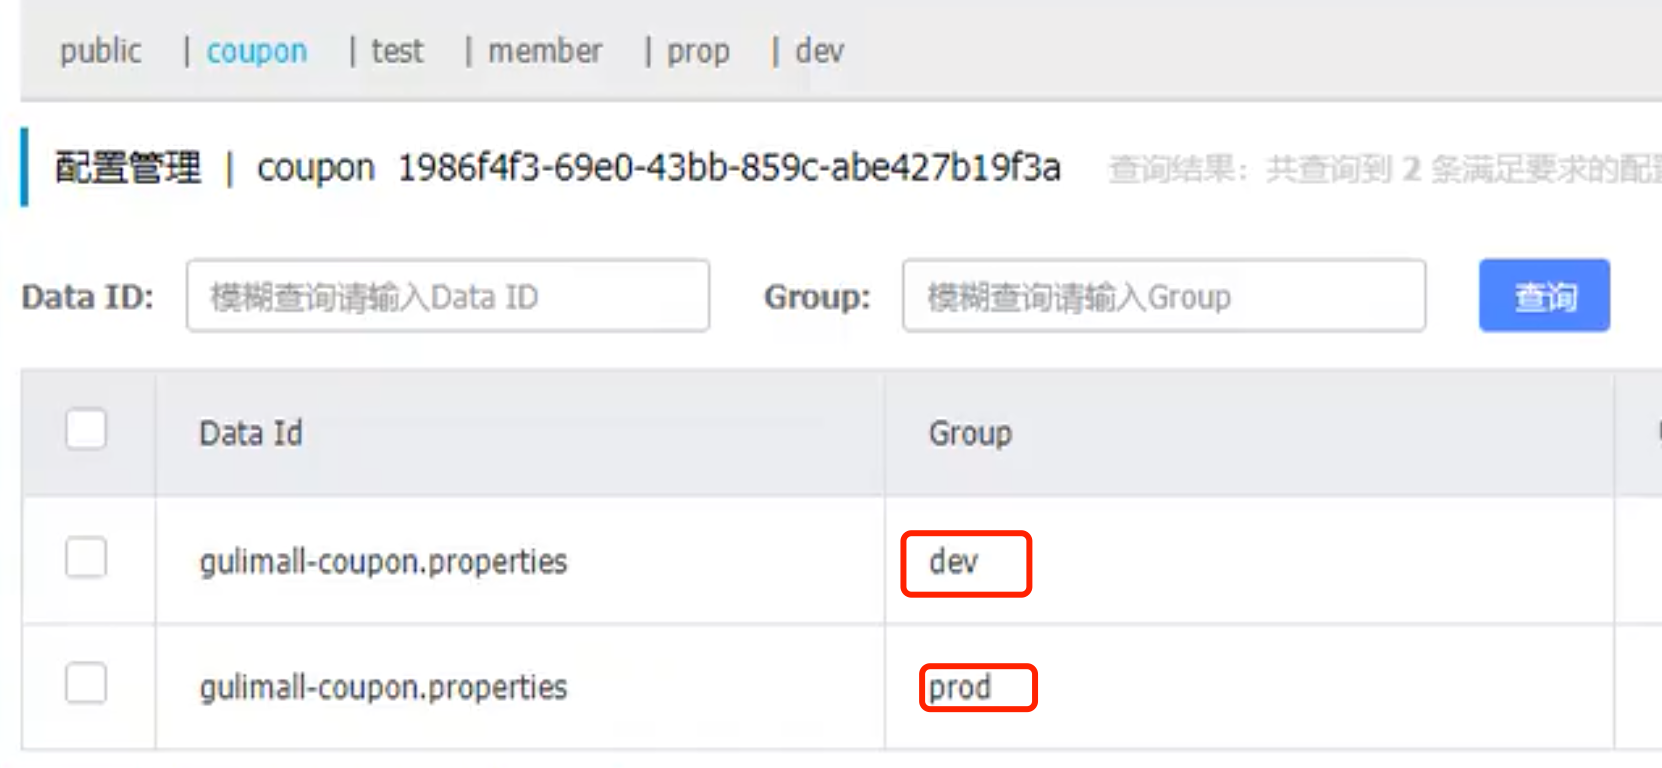 public | coupon | test | member | prop | dev
配置管理 | coupon 1986f4f3-69e0-43bb-859c-abe427b19f3a 查询结果：共查询到 2 条满足要求的配置
Data ID: 模糊查询请输入Data ID Group: 模糊查询请输入Group 查询
Data Id Group
gulimall-coupon.properties dev
gulimall-coupon.properties prod